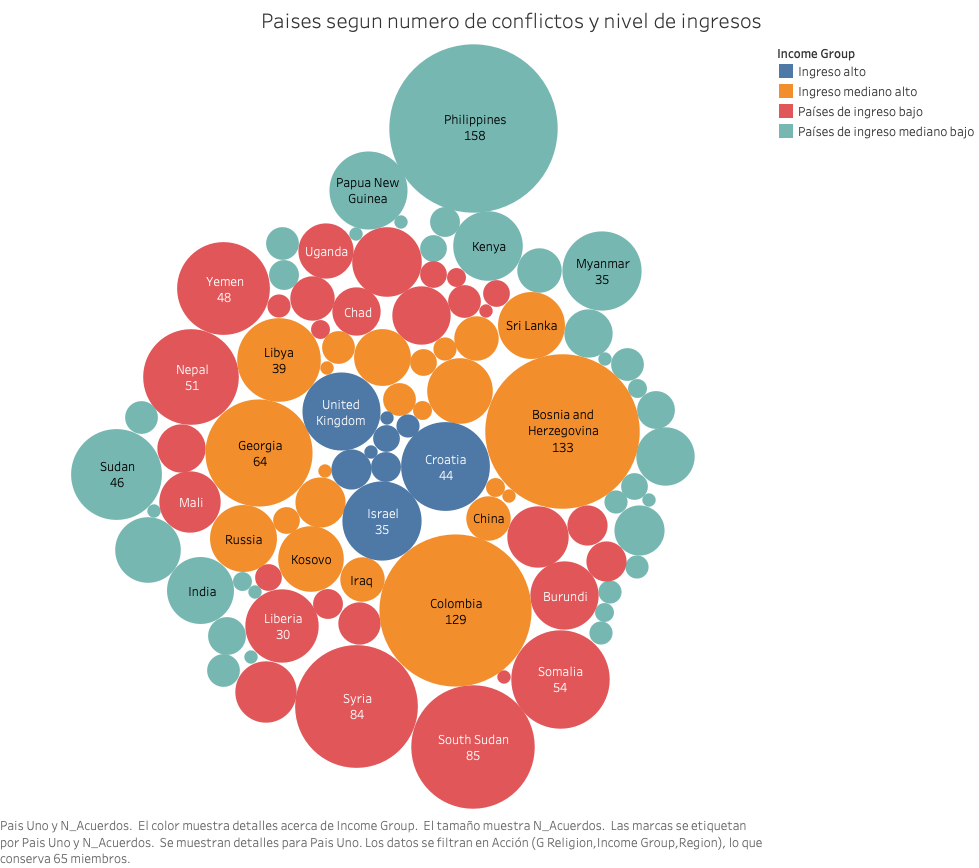 Paises segun numero de conflictos y nivel de ingresos
Income Group
Ingreso alto
Ingreso mediano alto
Países de ingreso bajo
Países de ingreso mediano bajo
Philippines
158
Papua New
Guinea
Uganda
Kenya
Myanmar
35
Yemen
48
Chad
Sri Lanka
Libya
39
Nepal
51
United
Kingdom
Bosnia and
Herzegovina
133
Georgia
64
Croatia
44
Sudan
46
Mali
Israel
35
China
Russia
Kosovo
Iraq
India
Colombia
129
Burundi
Liberia
30
Somalia
54
Syria
84
South Sudan
85
Pais Uno y N_Acuerdos.  El color muestra detalles acerca de Income Group.  El tamaño muestra N_Acuerdos.  Las marcas se etiquetan
por Pais Uno y N_Acuerdos.  Se muestran detalles para Pais Uno. Los datos se filtran en Acción (G Religion,Income Group,Region), lo que
conserva 65 miembros.